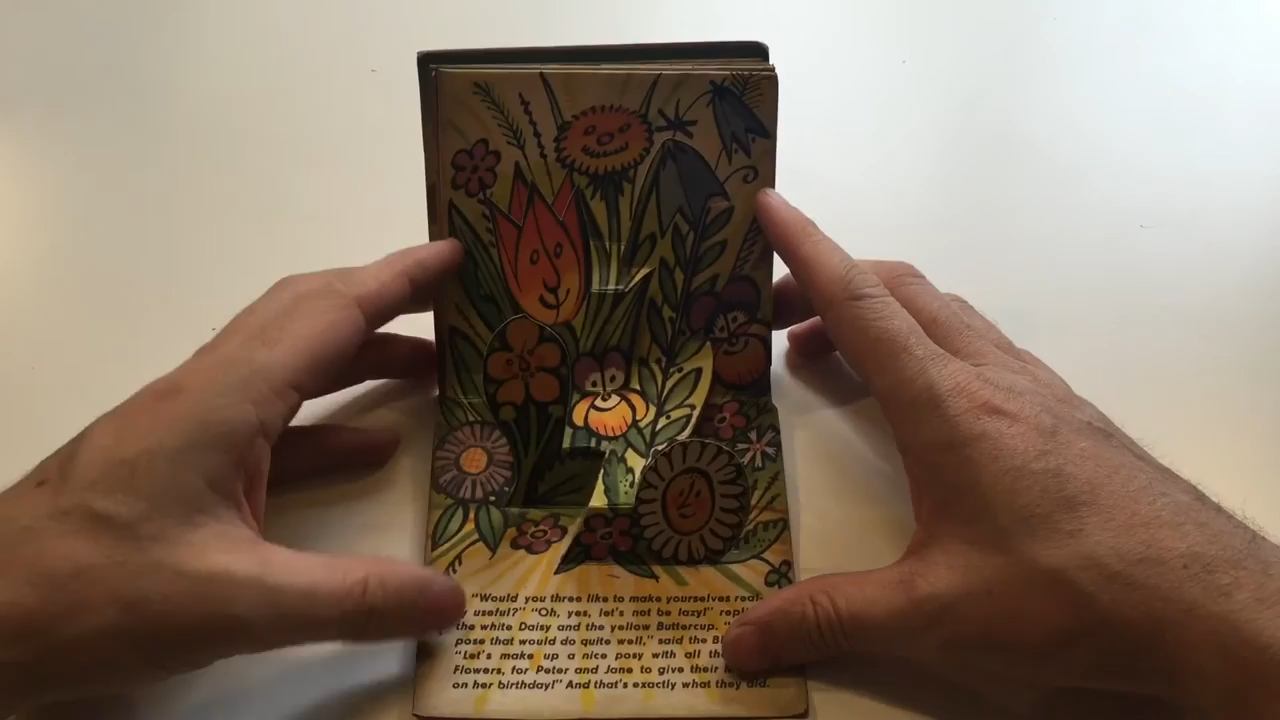 "Would you three like to make yourselves real-
y useful?" "Oh, yes, let's not be lazy!" repl
the white Daisy and the yellow Buttercup. "
pose that would do quite well," said the Bl
"Let's make up a nice posy with all the
Flowers, for Peter and Jane to give their
on her birthday!" And that's exactly what they did.